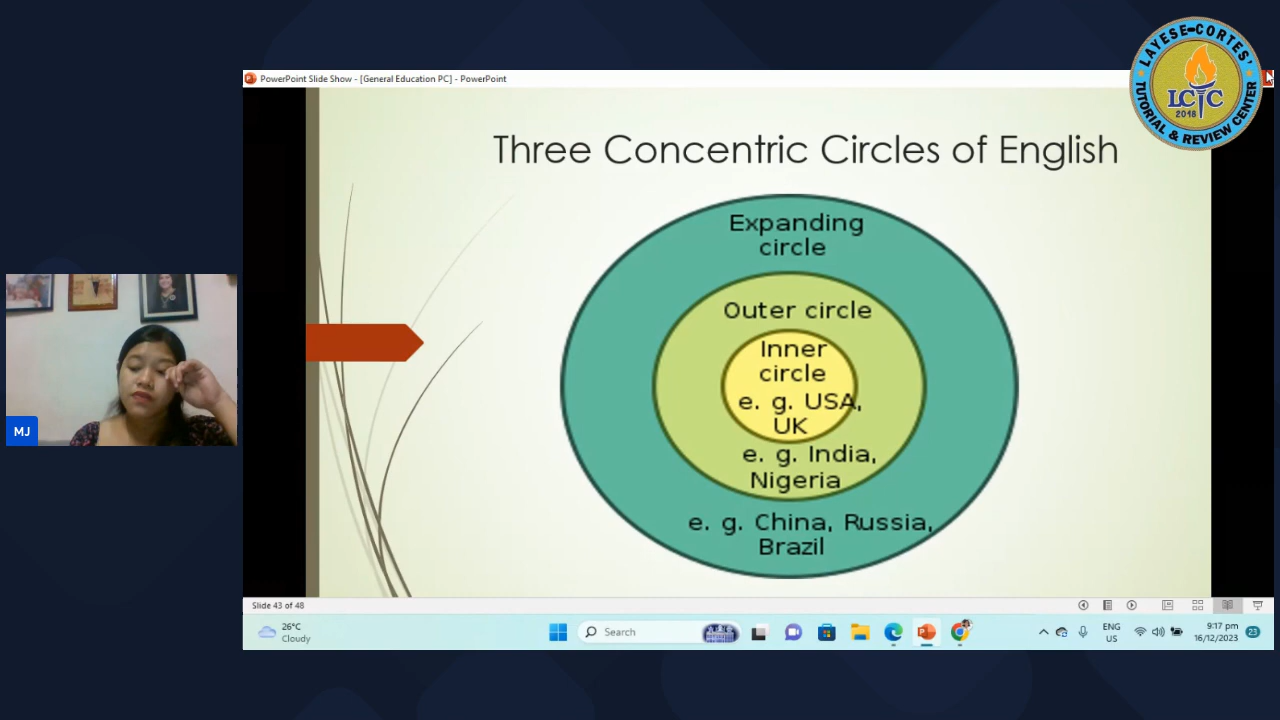 PowerPoint Slide Show - [General Education PC] - PowerPoint
LAYESE-CORTES'
LCTC
2018
TUTORIAL & REVIEW CENTER
Three Concentric Circles of English
Expanding
circle
Outer circle
Inner
circle
e. g. USA,
UK
e. g. India,
Nigeria
e. g. China, Russia,
Brazil
MJ
Slide 43 of 48
26°C
Cloudy
Search
ENG
US
9:17 pm
16/12/2023
23